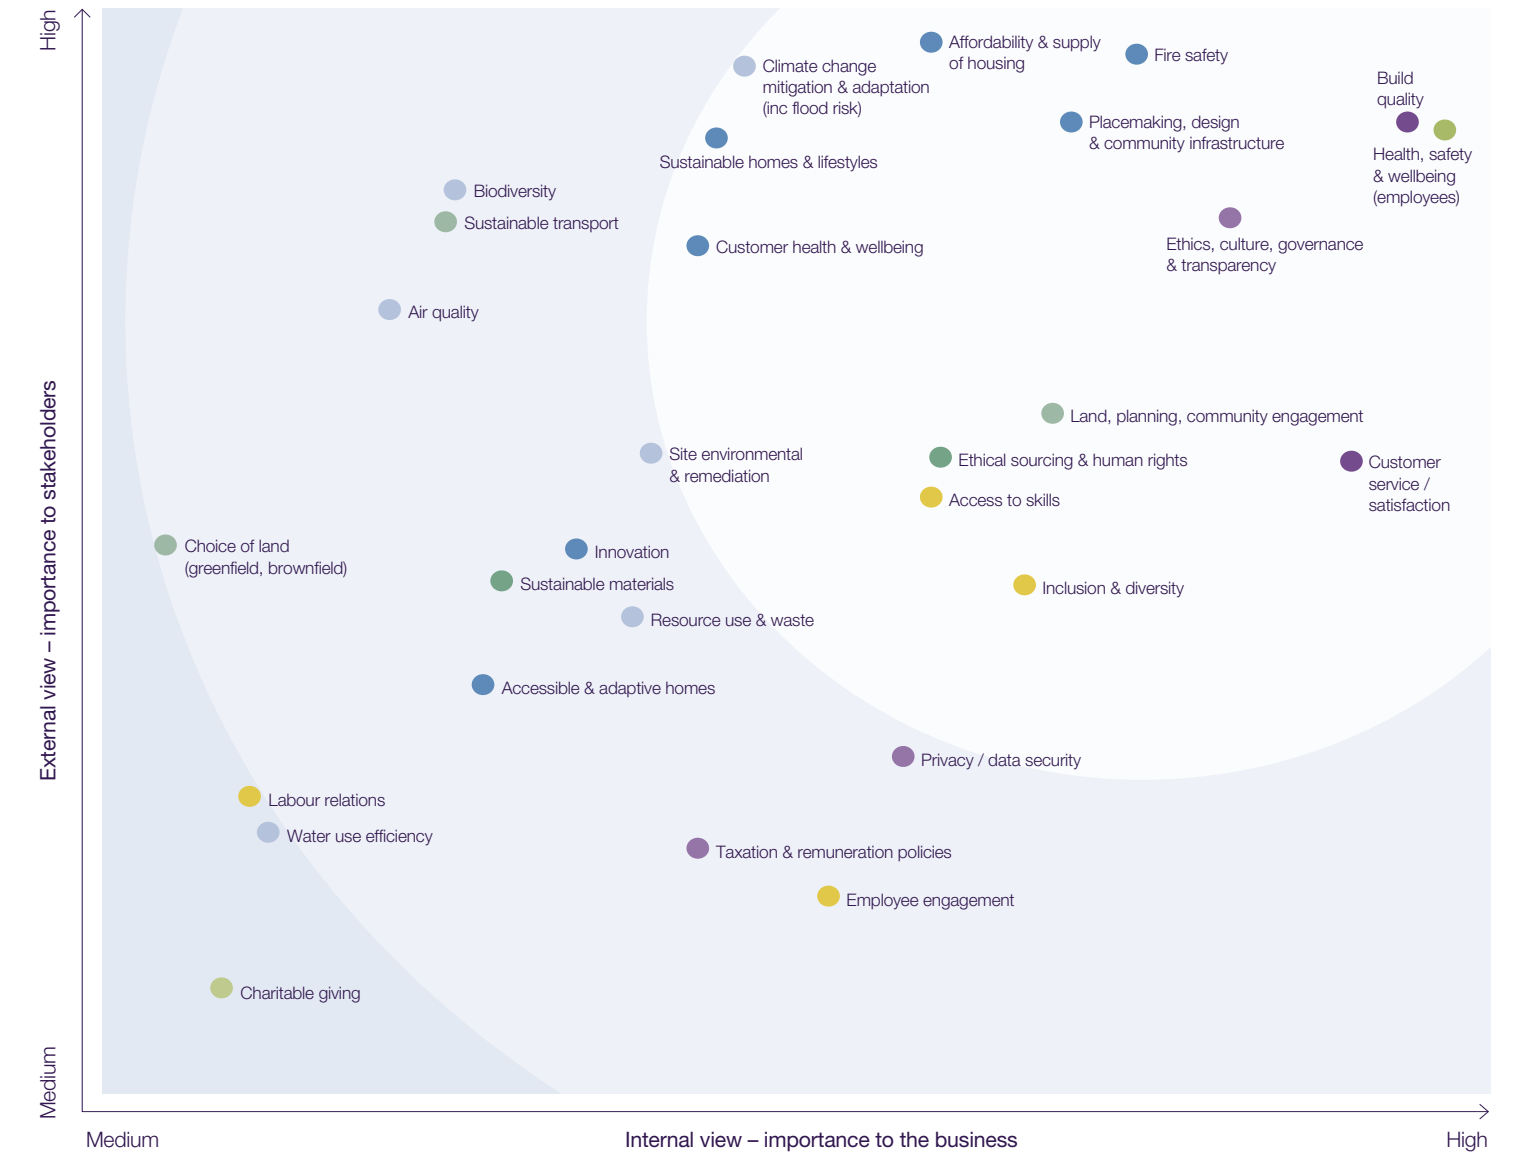 High
Affordability & supply
of housing
Fire safety
Climate change
mitigation & adaptation
(inc flood risk)
Build
quality
Placemaking, design
& community infrastructure
Sustainable homes & lifestyles
Health, safety
& wellbeing
(employees)
Biodiversity
Sustainable transport
Customer health & wellbeing
Ethics, culture, governance
& transparency
Air quality
External view – importance to stakeholders
Land, planning, community engagement
Site environmental
& remediation
Ethical sourcing & human rights
Customer
service /
satisfaction
Access to skills
Choice of land
(greenfield, brownfield)
Innovation
Sustainable materials
Inclusion & diversity
Resource use & waste
Accessible & adaptive homes
Privacy / data security
Labour relations
Water use efficiency
Taxation & remuneration policies
Employee engagement
Charitable giving
Medium
Medium
Internal view – importance to the business
High